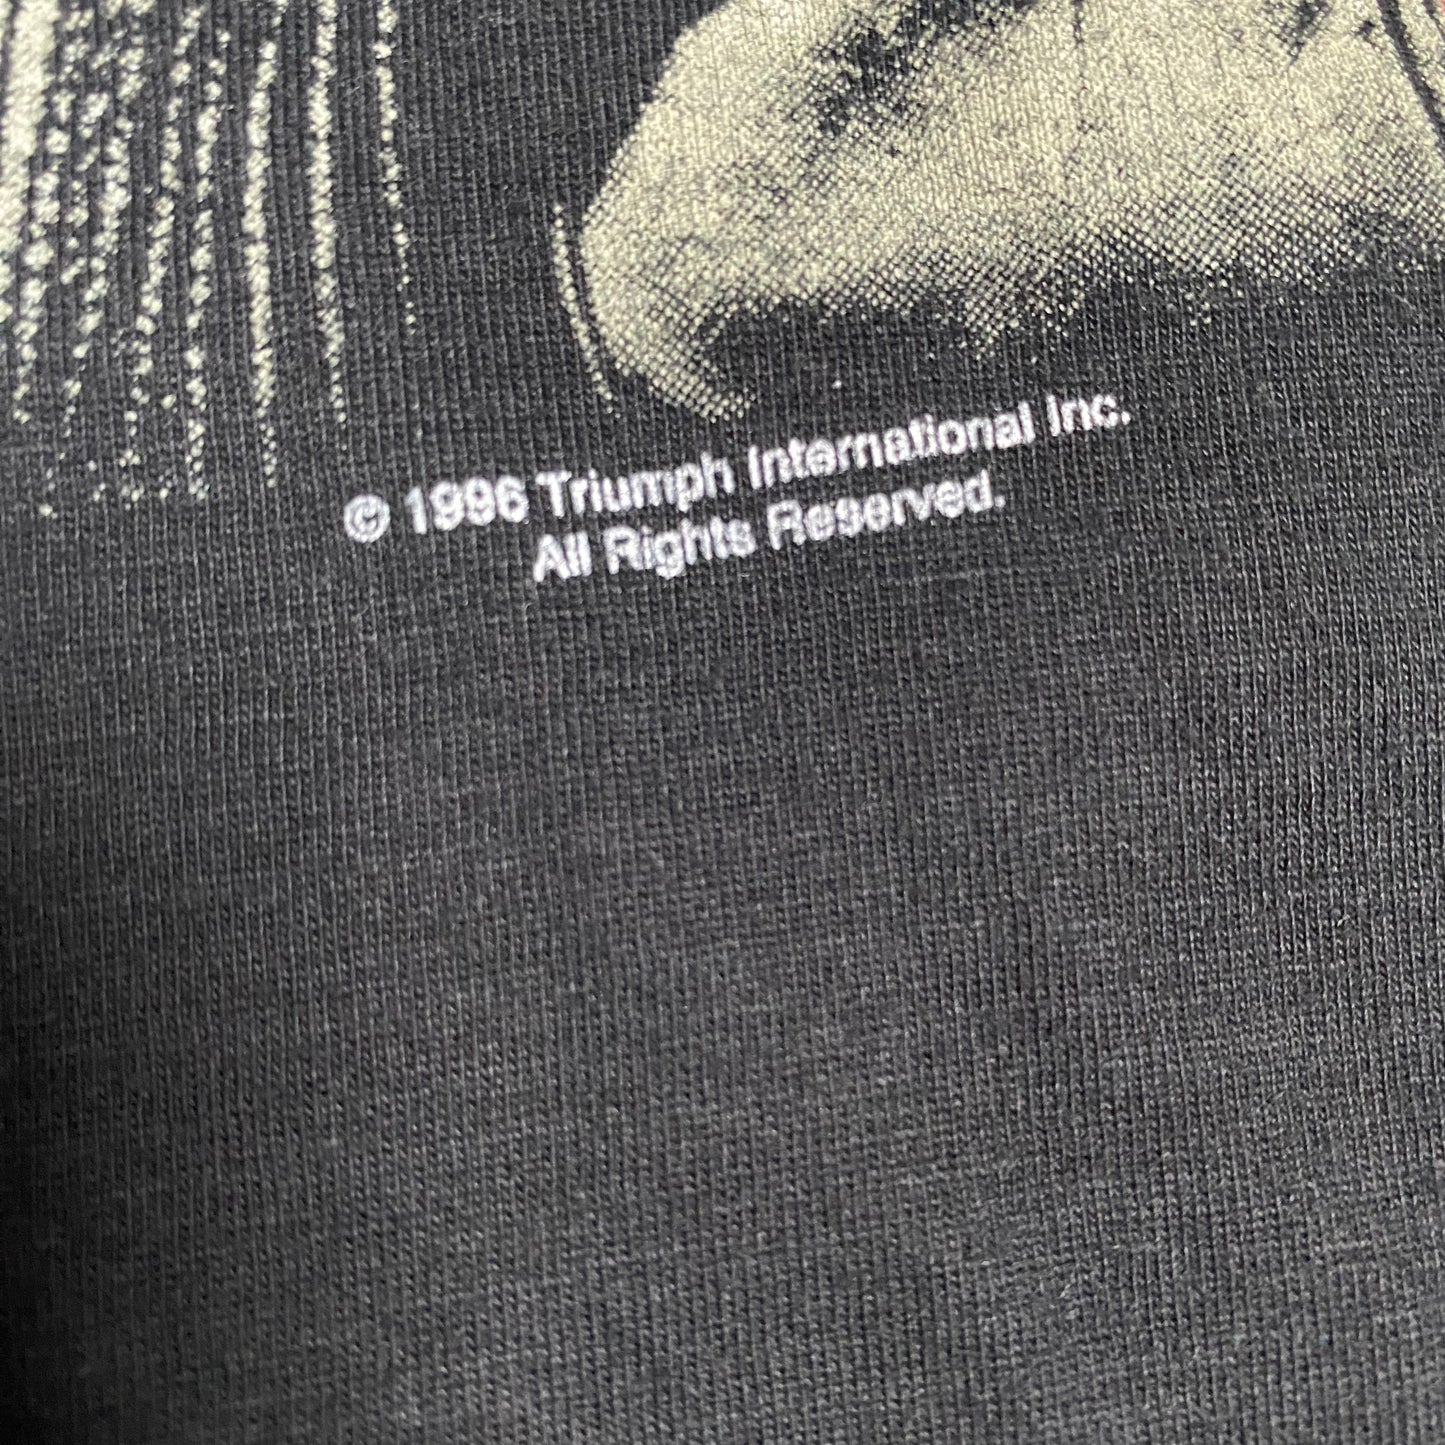 © 1996 Triumph International Inc.
All Rights Reserved.